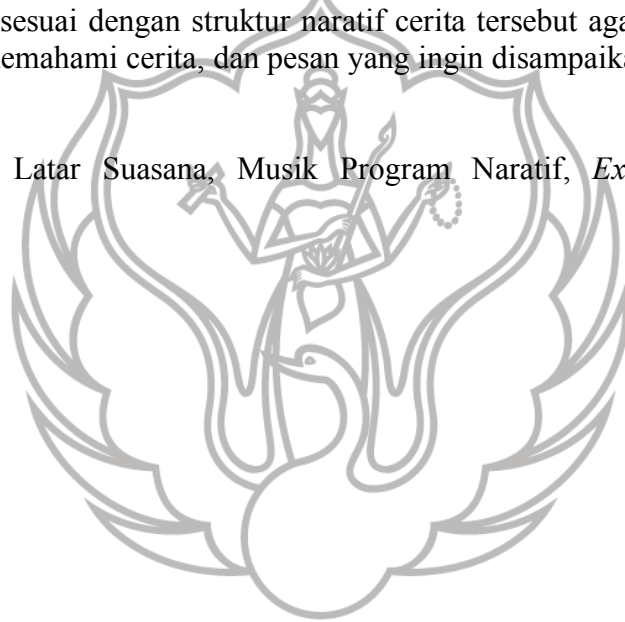 sesuai dengan struktur naratif cerita tersebut aga
emahami cerita, dan pesan yang ingin disampaika
Latar Suasana, Musik Program Naratif, Ex